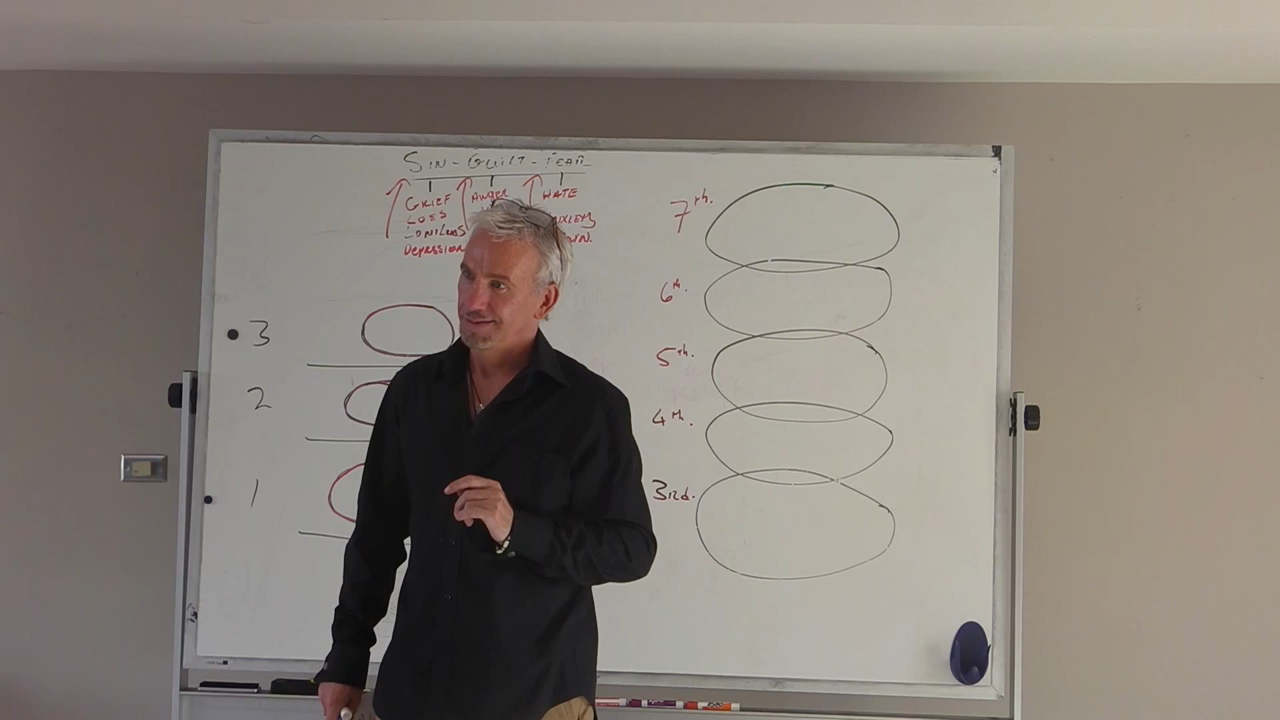 SIN - GUILT - FEAR
GRIEF ANGER HATE
LOSS
LONILESS
DEPRESSION
7th.
6th.
5th.
4th.
3rd.
3
2
1